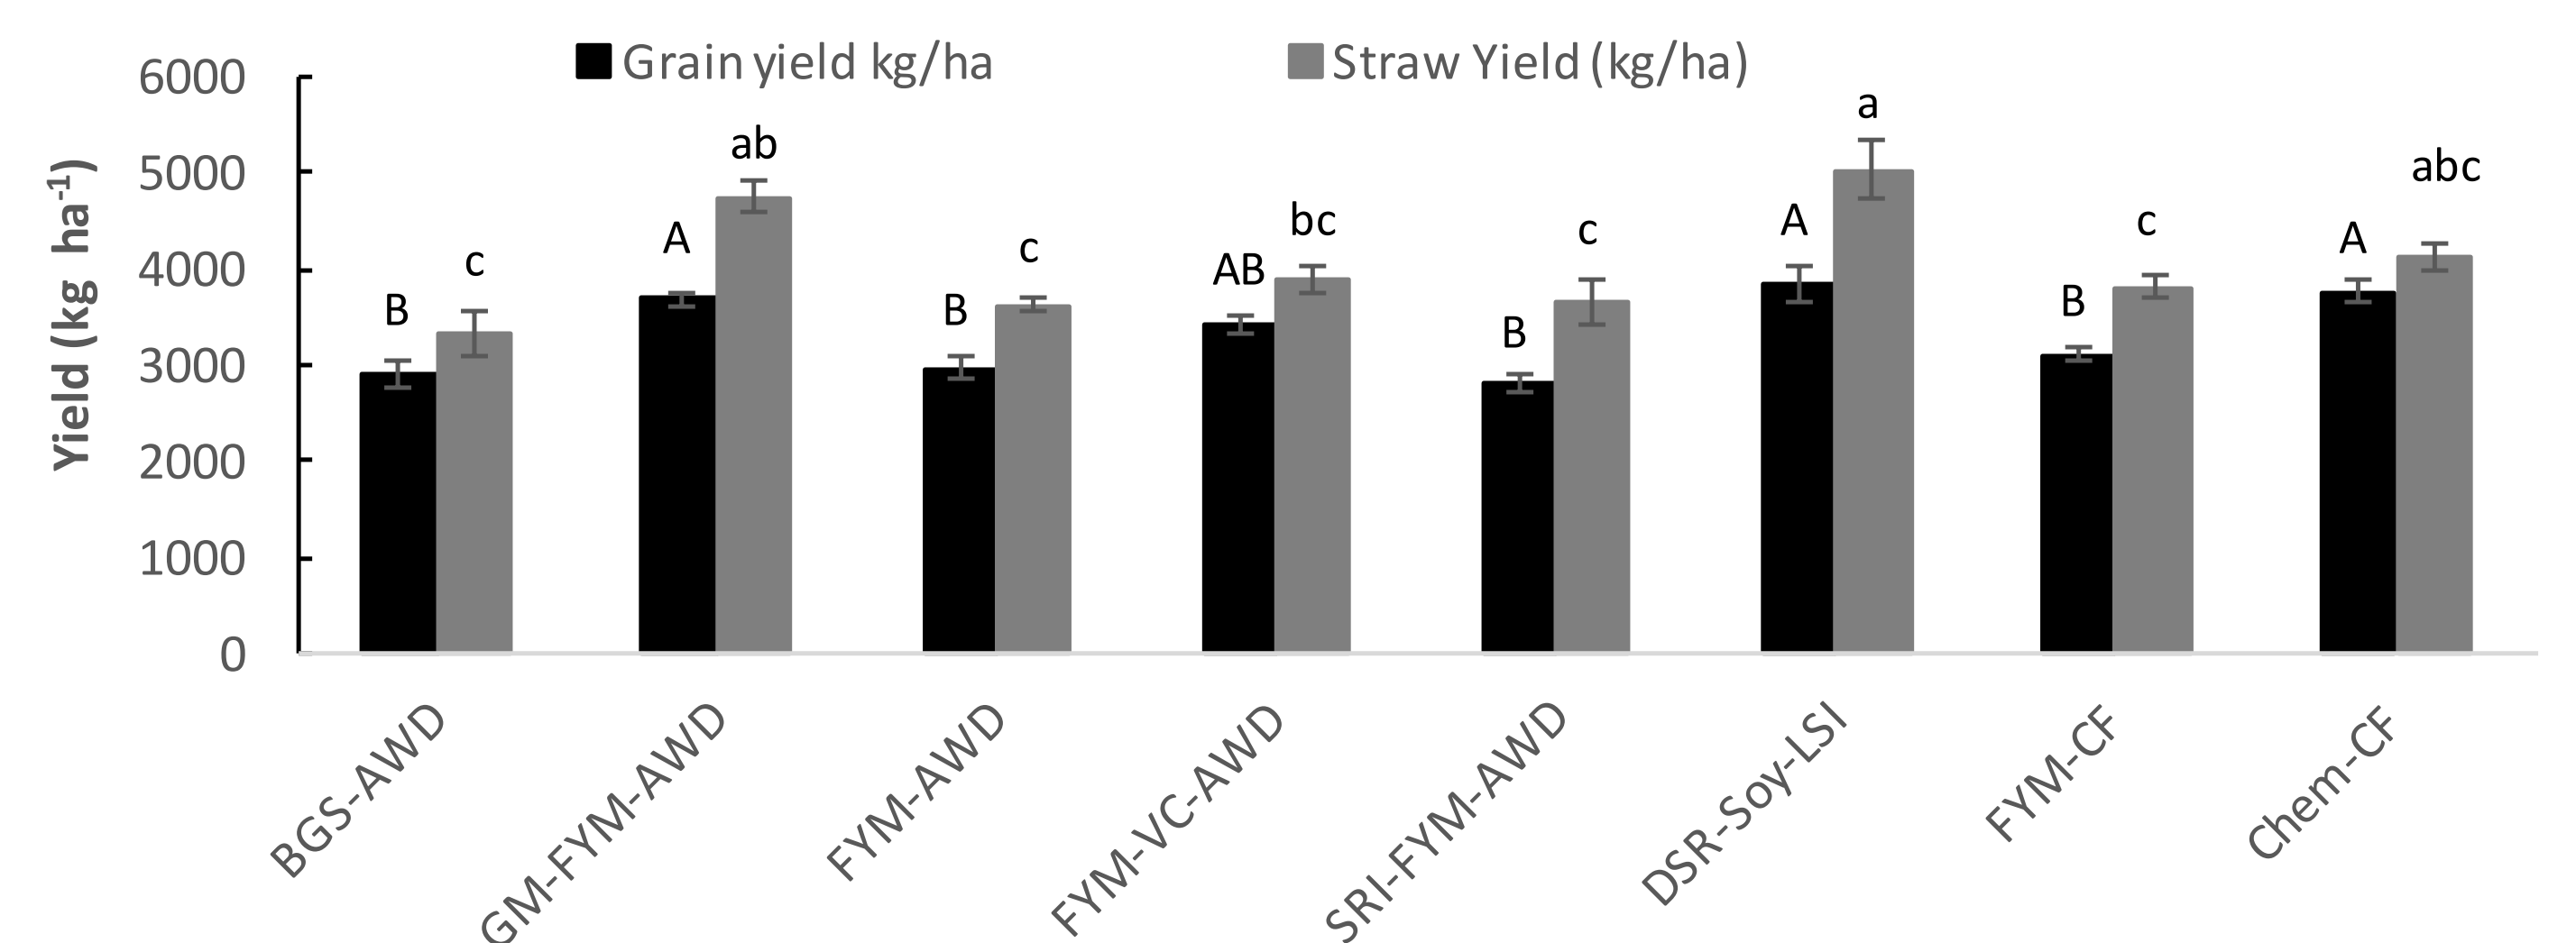 Grain yield kg/ha
Straw Yield (kg/ha)
Yield (kg ha-1)
6000
5000
4000
3000
2000
1000
0
B
c
A
ab
B
c
AB
bc
B
c
A
a
B
c
A
abc
BGS-AWD
GM-FYM-AWD
FYM-AWD
FYM-VC-AWD
SRI-FYM-AWD
DSR-Soy-LSI
FYM-CF
Chem-CF